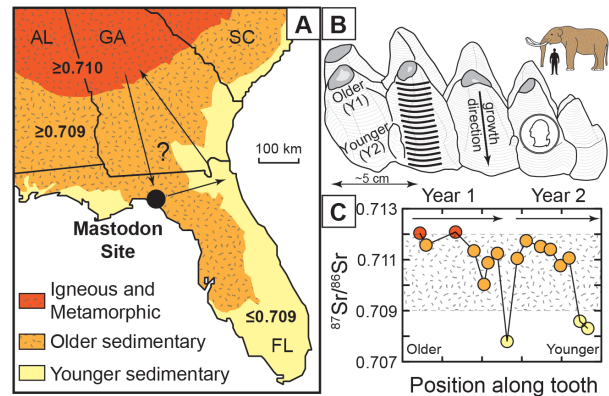 A
AL
GA
SC
≥0.710
≥0.709
?
100 km
Mastodon
Site
≤0.709
FL
Igneous and
Metamorphic
Older sedimentary
Younger sedimentary
B
Older
(Y1)
Younger
(Y2)
growth
direction
~5 cm
C
Year 1
Year 2
0.713
0.711
0.709
0.707
87Sr/86Sr
Older
Younger
Position along tooth